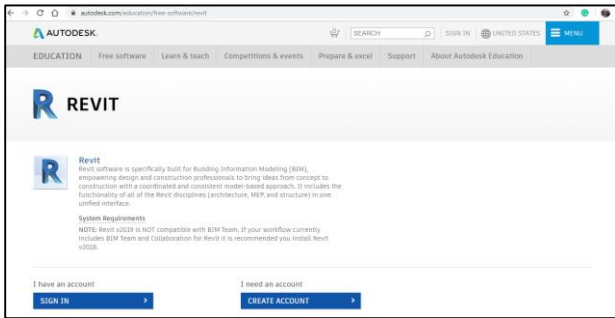 autodesk.com/education/free-software/revit
AUTODESK.
SEARCH
SIGN IN
UNITED STATES
MENU
EDUCATION
Free software
Learn & teach
Competitions & events
Prepare & excel
Support
About Autodesk Education
R REVIT
R
Revit
Revit software is specifically built for Building Information Modeling (BIM),
empowering design and construction professionals to bring ideas from concept to
construction with a coordinated and consistent model-based approach. It includes the
functionality of all of the Revit disciplines (architecture, MEP, and structure) in one
unified interface.
System Requirements
NOTE: Revit v2019 is NOT compatible with BIM Team. If your workflow currently
includes BIM Team and Collaboration for Revit it is recommended you install Revit
v2018.
I have an account
I need an account
SIGN IN >
CREATE ACCOUNT >